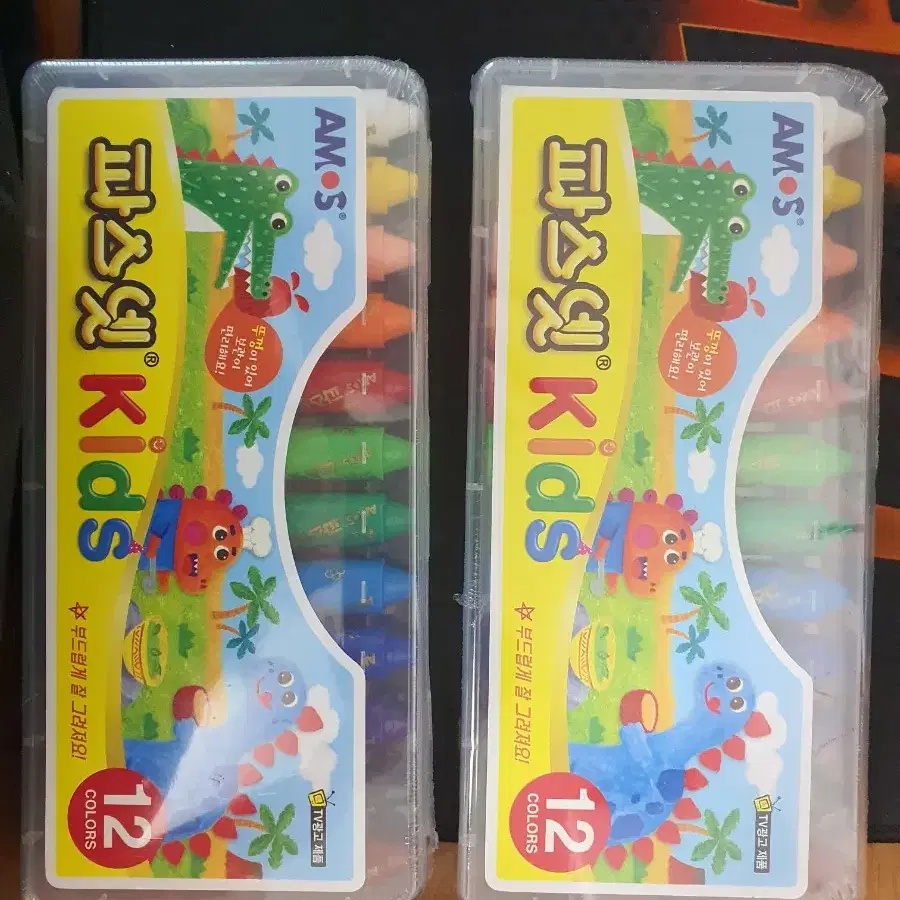 AMOS®
파스넷® Kids
뚜껑이 있어
보관이
편리해요!
☆ 부드럽게 잘 그려져요!
12
COLORS
TV광고 제품
AMOS®
파스넷® Kids
뚜껑이 있어
보관이
편리해요!
☆ 부드럽게 잘 그려져요!
12
COLORS
TV광고 제품